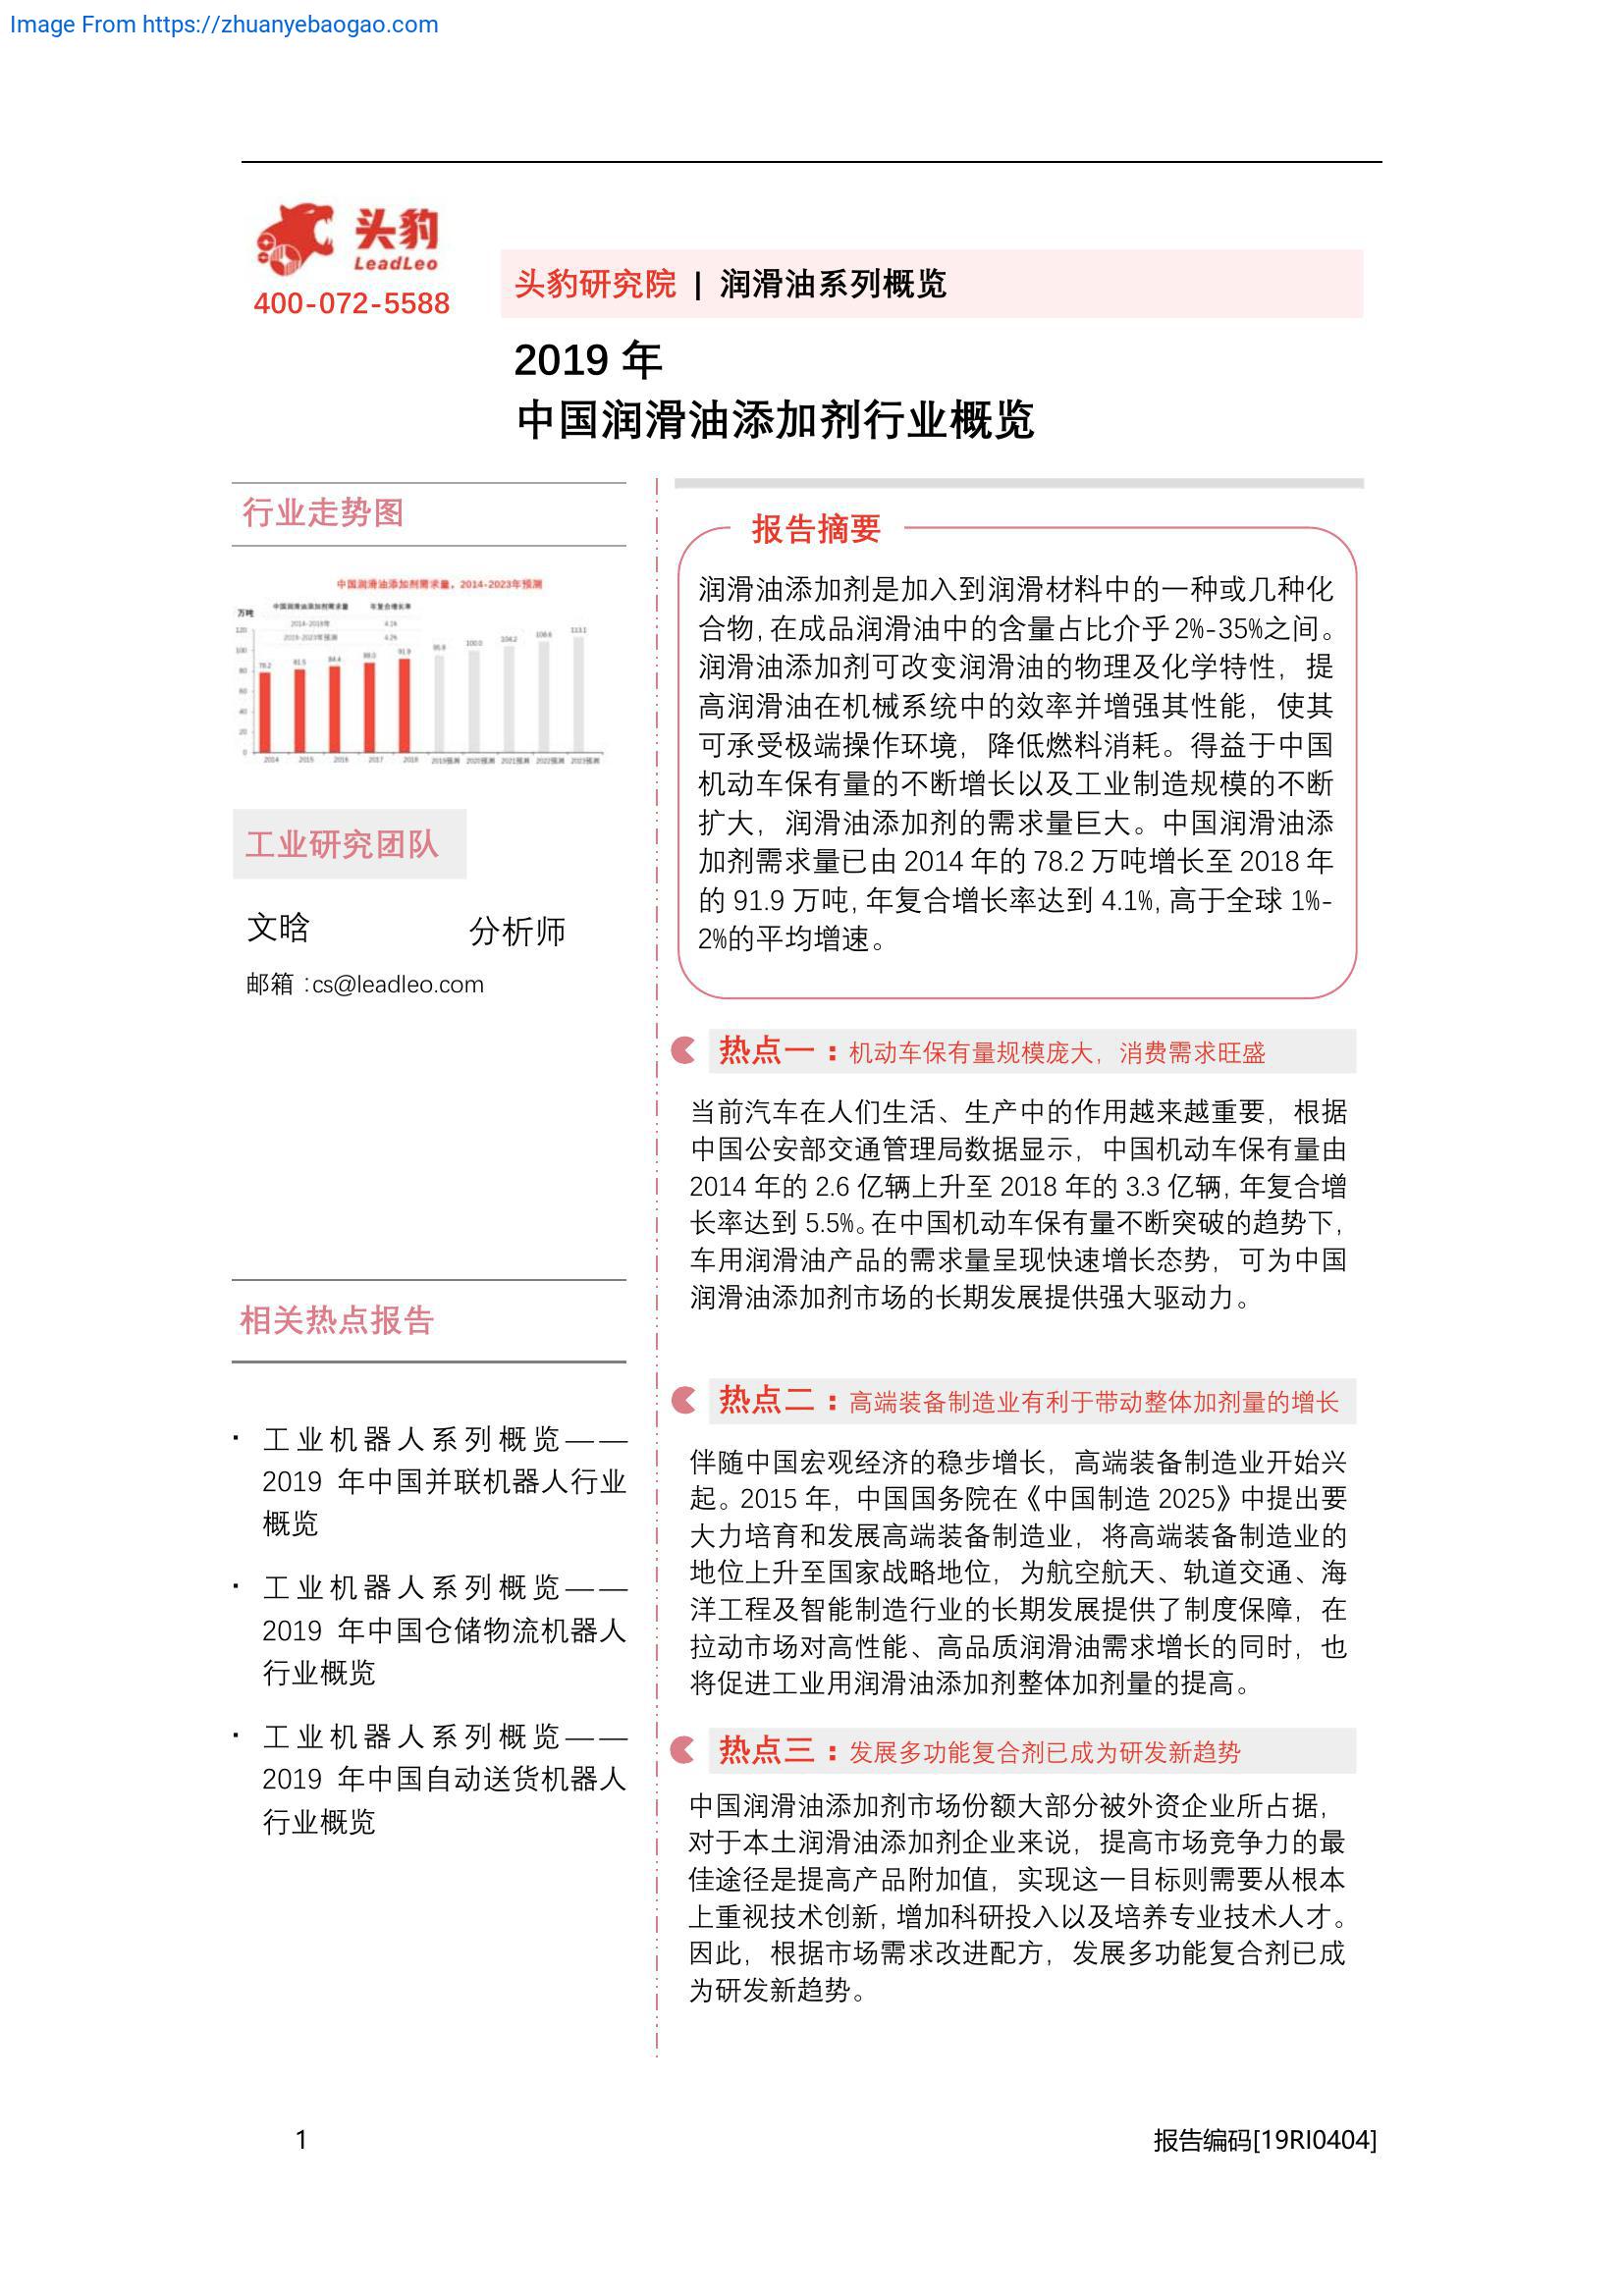 Image From https://zhuanyebaogao.com
头豹
LeadLeo
400-072-5588
头豹研究院 | 润滑油系列概览
2019 年
中国润滑油添加剂行业概览
行业走势图
中国润滑油添加剂需求量，2014-2023年预测
万吨
中国润滑油添加剂需求量 年复合增长率
2014-2018年 4.1%
2019-2023年预测 4.2%
120
100
80
60
40
20
0
78.2 81.5 84.4 88.0 91.9 95.8 100.0 104.2 108.6 113.1
2014 2015 2016 2017 2018 2019预测 2020预测 2021预测 2022预测 2023预测
工业研究团队
文晗 分析师
邮箱：cs@leadleo.com
相关热点报告
· 工业机器人系列概览——
2019 年中国并联机器人行业
概览
· 工业机器人系列概览——
2019 年中国仓储物流机器人
行业概览
· 工业机器人系列概览——
2019 年中国自动送货机器人
行业概览
报告摘要
润滑油添加剂是加入到润滑材料中的一种或几种化
合物，在成品润滑油中的含量占比介乎 2%-35%之间。
润滑油添加剂可改变润滑油的物理及化学特性，提
高润滑油在机械系统中的效率并增强其性能，使其
可承受极端操作环境，降低燃料消耗。得益于中国
机动车保有量的不断增长以及工业制造规模的不断
扩大，润滑油添加剂的需求量巨大。中国润滑油添
加剂需求量已由 2014 年的 78.2 万吨增长至 2018 年
的 91.9 万吨，年复合增长率达到 4.1%，高于全球 1%-
2%的平均增速。
热点一：机动车保有量规模庞大，消费需求旺盛
当前汽车在人们生活、生产中的作用越来越重要，根据
中国公安部交通管理局数据显示，中国机动车保有量由
2014 年的 2.6 亿辆上升至 2018 年的 3.3 亿辆，年复合增
长率达到 5.5%。在中国机动车保有量不断突破的趋势下，
车用润滑油产品的需求量呈现快速增长态势，可为中国
润滑油添加剂市场的长期发展提供强大驱动力。
热点二：高端装备制造业有利于带动整体加剂量的增长
伴随中国宏观经济的稳步增长，高端装备制造业开始兴
起。2015 年，中国国务院在《中国制造 2025》中提出要
大力培育和发展高端装备制造业，将高端装备制造业的
地位上升至国家战略地位，为航空航天、轨道交通、海
洋工程及智能制造行业的长期发展提供了制度保障，在
拉动市场对高性能、高品质润滑油需求增长的同时，也
将促进工业用润滑油添加剂整体加剂量的提高。
热点三：发展多功能复合剂已成为研发新趋势
中国润滑油添加剂市场份额大部分被外资企业所占据，
对于本土润滑油添加剂企业来说，提高市场竞争力的最
佳途径是提高产品附加值，实现这一目标则需要从根本
上重视技术创新，增加科研投入以及培养专业技术人才。
因此，根据市场需求改进配方，发展多功能复合剂已成
为研发新趋势。
1
报告编码[19RI0404]